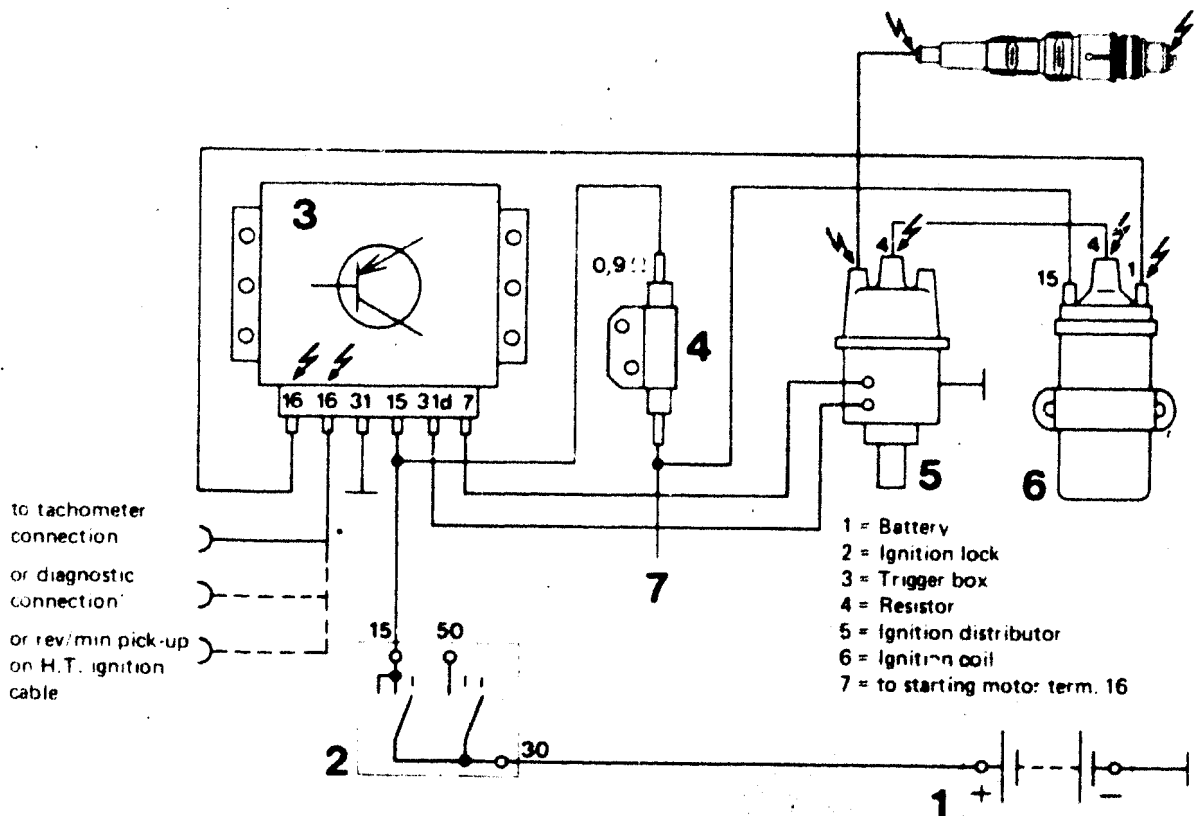 3
0,9 Ω
4
4
4
1
15
16 16 31 15 31d 7
5
6
7
to tachometer
connection
or diagnostic
connection
or rev/min pick-up
on H.T. ignition
cable
1 = Battery
2 = Ignition lock
3 = Trigger box
4 = Resistor
5 = Ignition distributor
6 = Ignition coil
7 = to starting motor term. 16
15 50
2
30
1
+ −